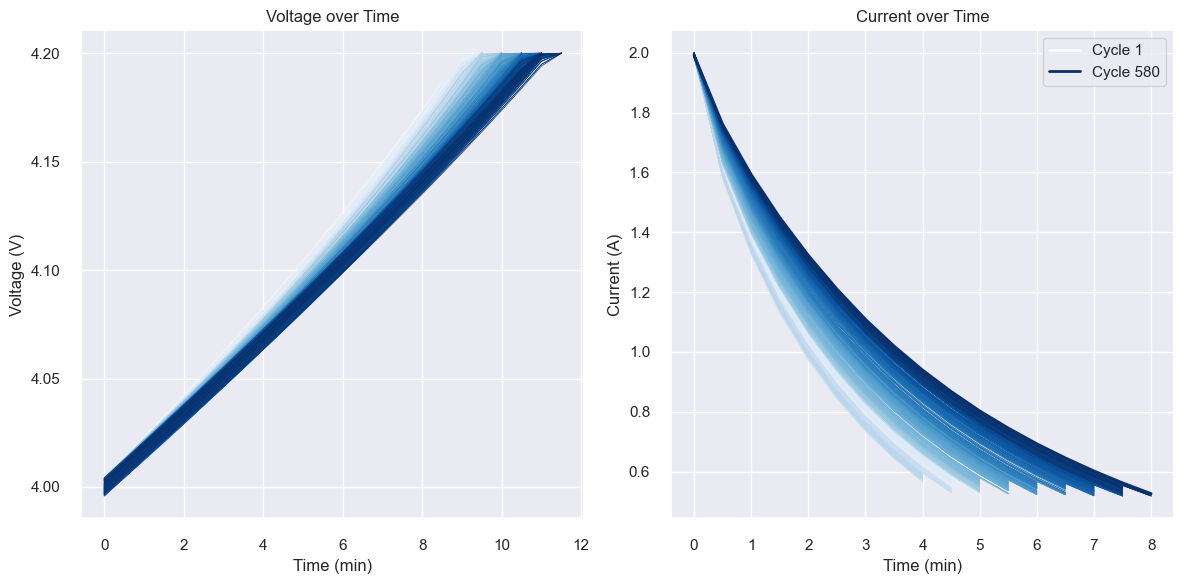 Voltage over Time
4.20
4.15
4.10
4.05
4.00
Voltage (V)
0 2 4 6 8 10 12
Time (min)
Current over Time
Cycle 1
Cycle 580
2.0
1.8
1.6
1.4
1.2
1.0
0.8
0.6
Current (A)
0 1 2 3 4 5 6 7 8
Time (min)